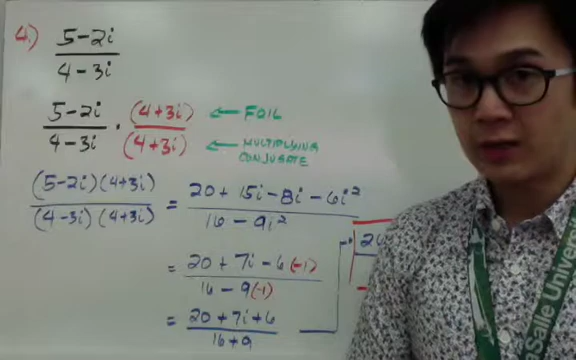 4.) 5-2i / 4-3i
5-2i / 4-3i · (4+3i) / (4+3i)
← FOIL
← MULTIPLYING
CONJUGATE
(5-2i)(4+3i) / (4-3i)(4+3i) = 20+15i-8i-6i² / 16-9i²
= 20+7i-6(-1) / 16-9(-1)
= 20+7i+6 / 16+9
Salle Univer